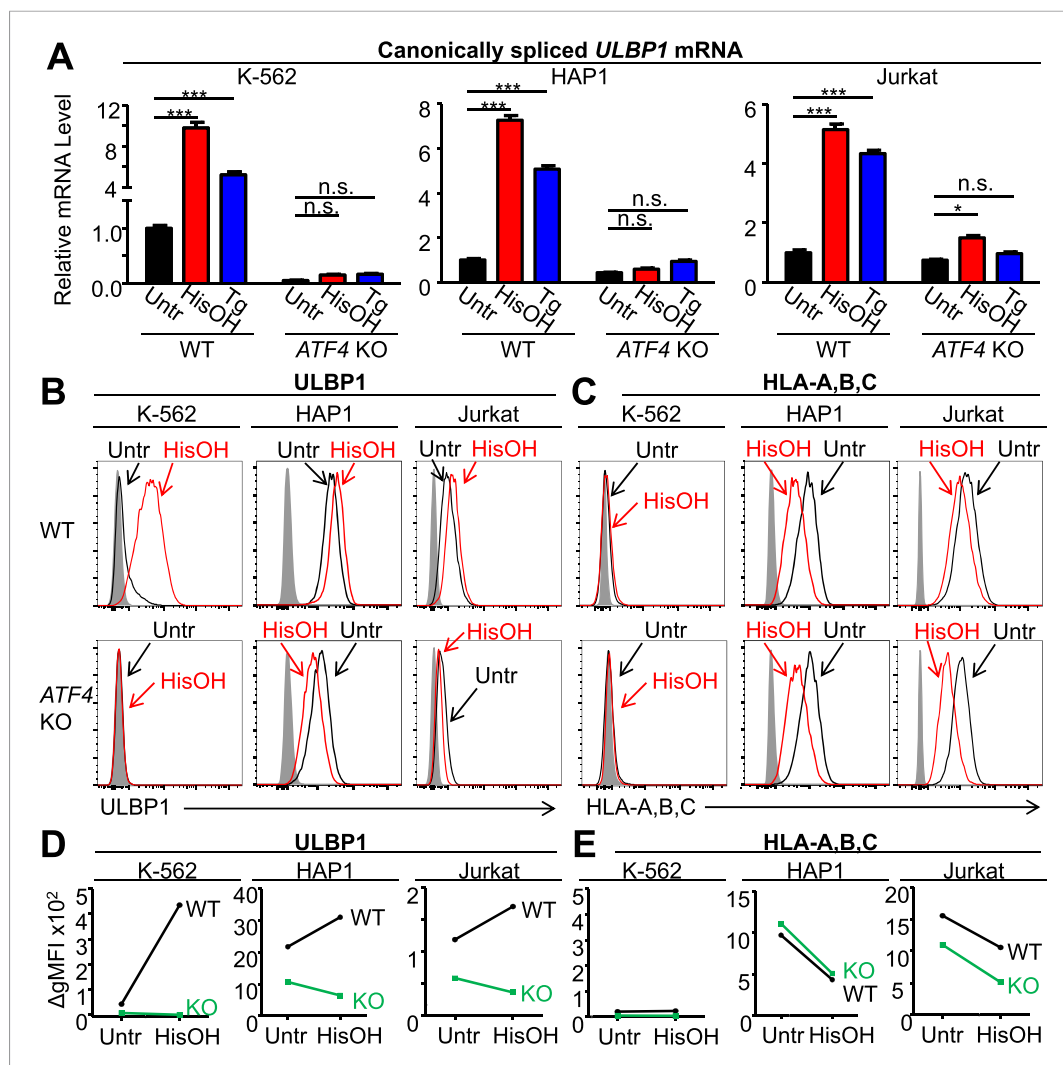 A
Canonically spliced ULBP1 mRNA
K-562 HAP1 Jurkat
Relative mRNA Level
12
8
4
1.0
0.0
***
***
n.s.
n.s.
Untr HisOH Tg Untr HisOH Tg
WT ATF4 KO
8
6
4
2
0
***
***
n.s.
n.s.
Untr HisOH Tg Untr HisOH Tg
WT ATF4 KO
6
4
2
0
***
***
n.s.
*
Untr HisOH Tg Untr HisOH Tg
WT ATF4 KO
B
ULBP1
K-562 HAP1 Jurkat
WT
Untr HisOH
Untr HisOH
Untr HisOH
ATF4 KO
Untr
HisOH
HisOH Untr
HisOH
Untr
ULBP1
C
HLA-A,B,C
K-562 HAP1 Jurkat
Untr
HisOH
HisOH Untr
HisOH Untr
Untr
HisOH
HisOH Untr
HisOH Untr
HLA-A,B,C
D
ULBP1
K-562 HAP1 Jurkat
ΔgMFI x10²
5
4
3
2
1
0
WT
KO
Untr HisOH
40
30
20
10
0
WT
KO
Untr HisOH
2
1
0
WT
KO
Untr HisOH
E
HLA-A,B,C
K-562 HAP1 Jurkat
5
4
3
2
1
0
Untr HisOH
15
10
5
0
KO
WT
Untr HisOH
20
15
10
5
0
WT
KO
Untr HisOH